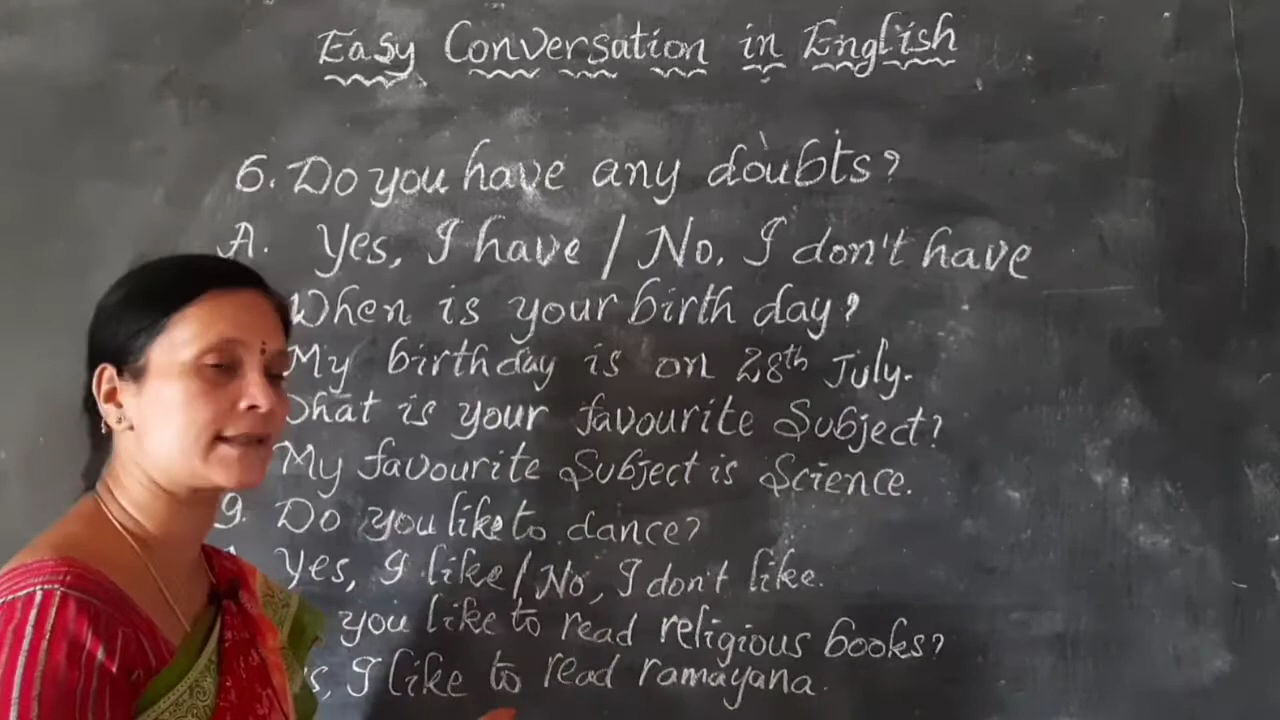 Easy Conversation in English
6. Do you have any doubts?
A. Yes, I have / No, I don't have
When is your birth day?
My birthday is on 28th July.
What is your favourite Subject?
My favourite Subject is Science.
9. Do you like to dance?
Yes, I like / No, I don't like.
you like to read religious books?
I like to read ramayana.